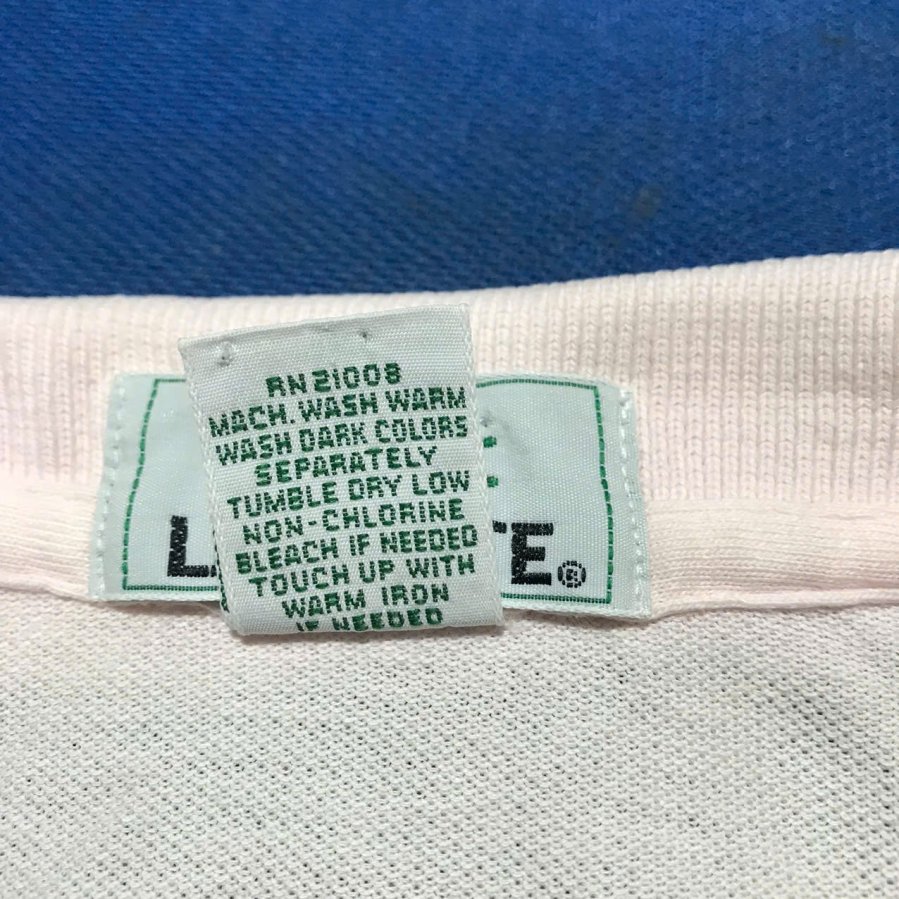 RN 21008
MACH. WASH WARM
WASH DARK COLORS
SEPARATELY
TUMBLE DRY LOW
NON-CHLORINE
BLEACH IF NEEDED
TOUCH UP WITH
WARM IRON
IF NEEDED